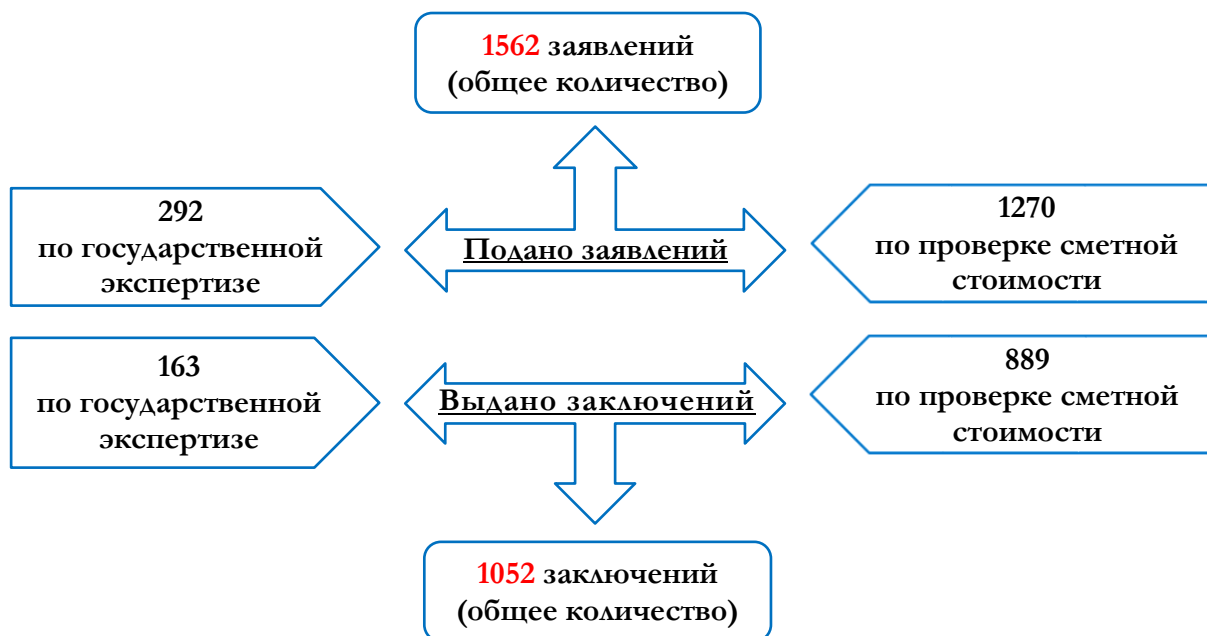 1562 заявлений
(общее количество)
292
по государственной
экспертизе
Подано заявлений
1270
по проверке сметной
стоимости
163
по государственной
экспертизе
Выдано заключений
889
по проверке сметной
стоимости
1052 заключений
(общее количество)